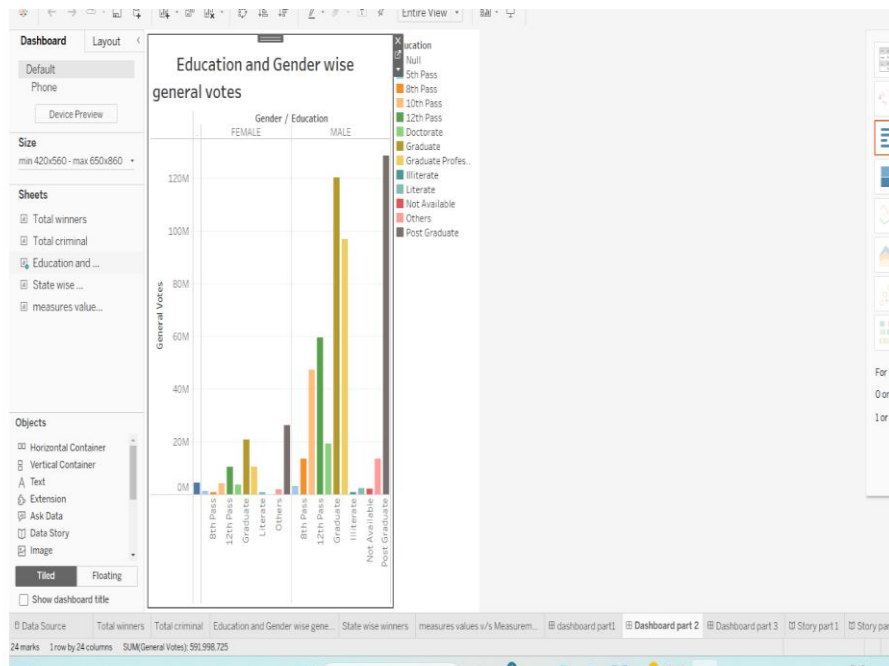 Entire View
Dashboard
Layout
Default
Phone
Device Preview
Size
min 420x560 - max 650x860
Sheets
Total winners
Total criminal
Education and ...
State wise ...
measures value...
Objects
Horizontal Container
Vertical Container
Text
Extension
Ask Data
Data Story
Image
Tiled
Floating
Show dashboard title
Education and Gender wise
general votes
Gender / Education
FEMALE
MALE
General Votes
120M
100M
80M
60M
40M
20M
0M
8th Pass
12th Pass
Graduate
Literate
Others
8th Pass
12th Pass
Graduate
Illiterate
Not Available
Post Graduate
ucation
Null
5th Pass
8th Pass
10th Pass
12th Pass
Doctorate
Graduate
Graduate Profes..
Illiterate
Literate
Not Available
Others
Post Graduate
For
0 or
1 or
Data Source
Total winners
Total criminal
Education and Gender wise gene...
State wise winners
measures values v/s Measurem...
dashboard part1
Dashboard part 2
Dashboard part 3
Story part 1
Story par
24 marks 1 row by 24 columns SUM(General Votes): 591,998,725